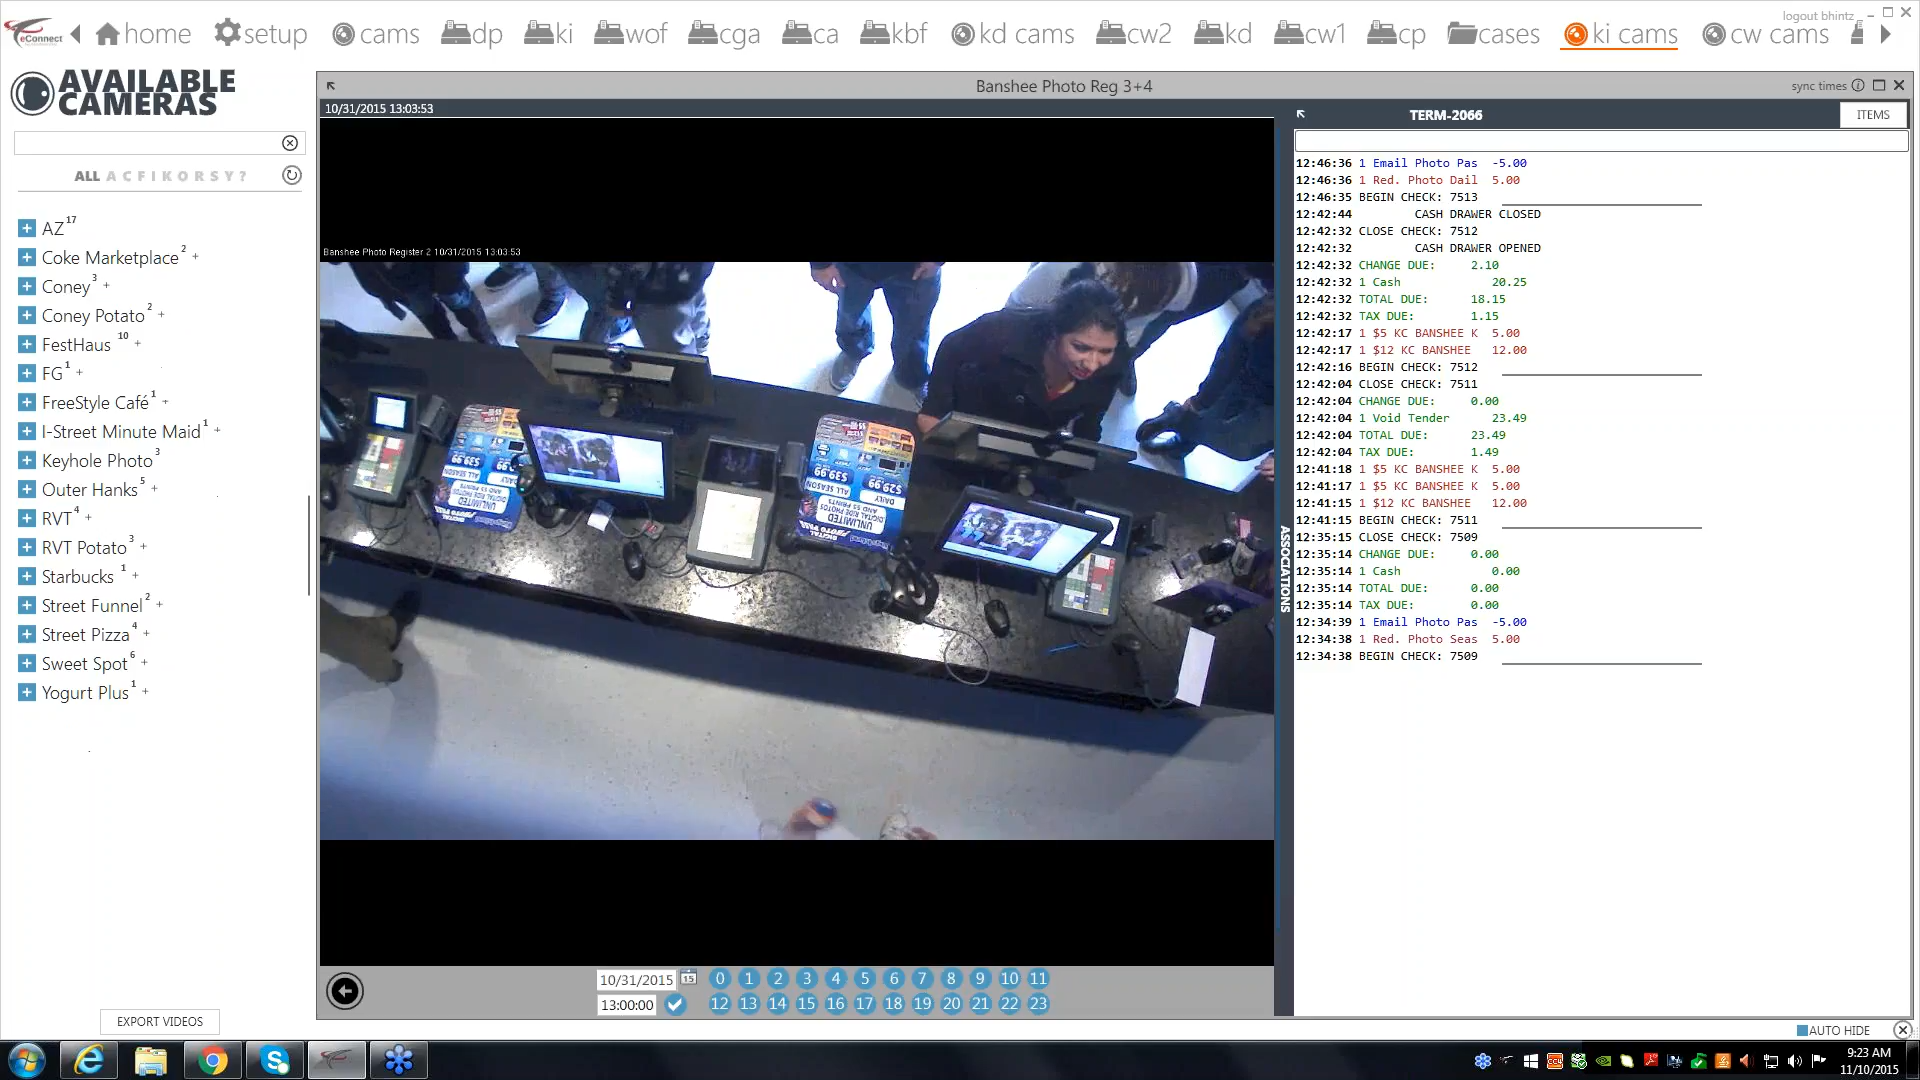 eConnect
home
setup
cams
dp
ki
wof
cga
ca
kbf
kd cams
cw2
kd
cw1
cp
cases
ki cams
cw cams
logout bhintz
AVAILABLE
CAMERAS
ALL A C F I K O R S Y ?
AZ 17
Coke Marketplace 2 +
Coney 3 +
Coney Potato 2 +
FestHaus 10 +
FG 1 +
FreeStyle Café 1 +
I-Street Minute Maid 1 +
Keyhole Photo 3
Outer Hanks 5 +
RVT 4 +
RVT Potato 3 +
Starbucks 1 +
Street Funnel 2 +
Street Pizza 4 +
Sweet Spot 6 +
Yogurt Plus 1 +
EXPORT VIDEOS
Banshee Photo Reg 3+4
sync times
10/31/2015 13:03:53
Banshee Photo Register 2 10/31/2015 13:03:53
$39.99
ALL SEASON
$29.99
DAILY
UNLIMITED
DIGITAL RIDE PHOTOS
AND $5 PRINTS
ASSOCIATIONS
TERM-2066
ITEMS
12:46:36 1 Email Photo Pas -5.00
12:46:36 1 Red. Photo Dail 5.00
12:46:35 BEGIN CHECK: 7513
12:42:44 CASH DRAWER CLOSED
12:42:32 CLOSE CHECK: 7512
12:42:32 CASH DRAWER OPENED
12:42:32 CHANGE DUE: 2.10
12:42:32 1 Cash 20.25
12:42:32 TOTAL DUE: 18.15
12:42:32 TAX DUE: 1.15
12:42:17 1 $5 KC BANSHEE K 5.00
12:42:17 1 $12 KC BANSHEE 12.00
12:42:16 BEGIN CHECK: 7512
12:42:04 CLOSE CHECK: 7511
12:42:04 CHANGE DUE: 0.00
12:42:04 1 Void Tender 23.49
12:42:04 TOTAL DUE: 23.49
12:42:04 TAX DUE: 1.49
12:41:18 1 $5 KC BANSHEE K 5.00
12:41:17 1 $5 KC BANSHEE K 5.00
12:41:15 1 $12 KC BANSHEE 12.00
12:41:15 BEGIN CHECK: 7511
12:35:15 CLOSE CHECK: 7509
12:35:14 CHANGE DUE: 0.00
12:35:14 1 Cash 0.00
12:35:14 TOTAL DUE: 0.00
12:35:14 TAX DUE: 0.00
12:34:39 1 Email Photo Pas -5.00
12:34:38 1 Red. Photo Seas 5.00
12:34:38 BEGIN CHECK: 7509
10/31/2015 15 0 1 2 3 4 5 6 7 8 9 10 11
13:00:00 12 13 14 15 16 17 18 19 20 21 22 23
AUTO HIDE
9:23 AM
11/10/2015